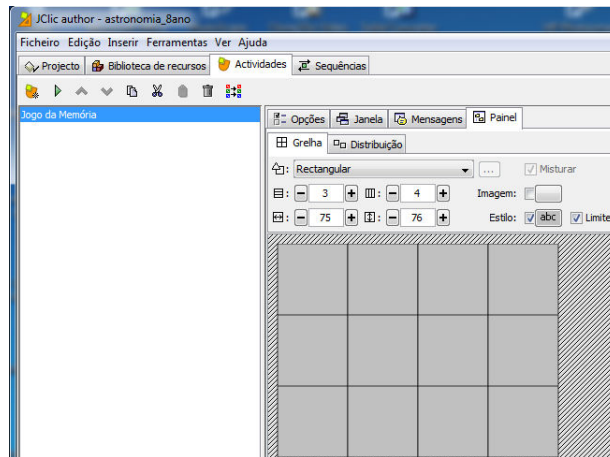 JClic author - astronomia_8ano
Ficheiro Edição Inserir Ferramentas Ver Ajuda
Projecto Biblioteca de recursos Actividades Sequências
Jogo da Memória
Opções Janela Mensagens Painel
Grelha Distribuição
: Rectangular ... Misturar
: 3 : 4 Imagem:
: 75 : 76 Estilo: abc Limite